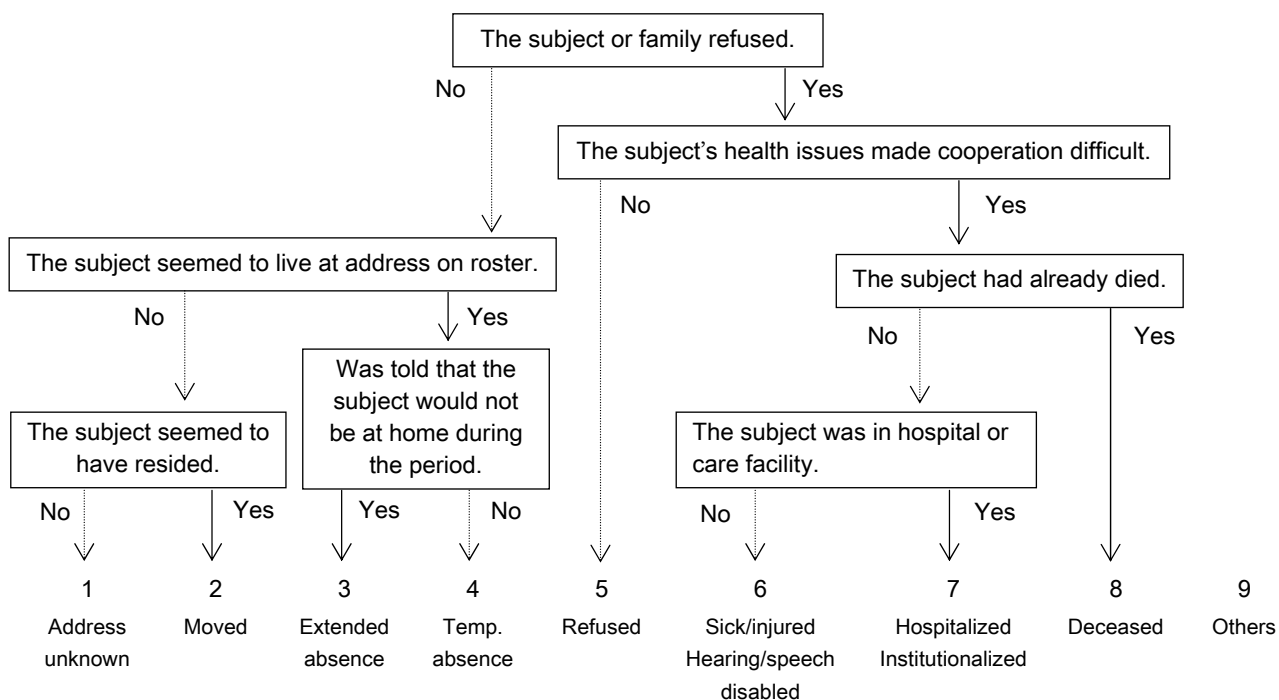 The subject or family refused.
No
Yes
The subject’s health issues made cooperation difficult.
No
Yes
The subject seemed to live at address on roster.
The subject had already died.
No
Yes
No
Yes
Was told that the
subject would not
be at home during
the period.
The subject seemed to
have resided.
The subject was in hospital or
care facility.
No
Yes
Yes
No
No
Yes
1
2
3
4
5
6
7
8
9
Address
unknown
Moved
Extended
absence
Temp.
absence
Refused
Sick/injured
Hearing/speech
disabled
Hospitalized
Institutionalized
Deceased
Others